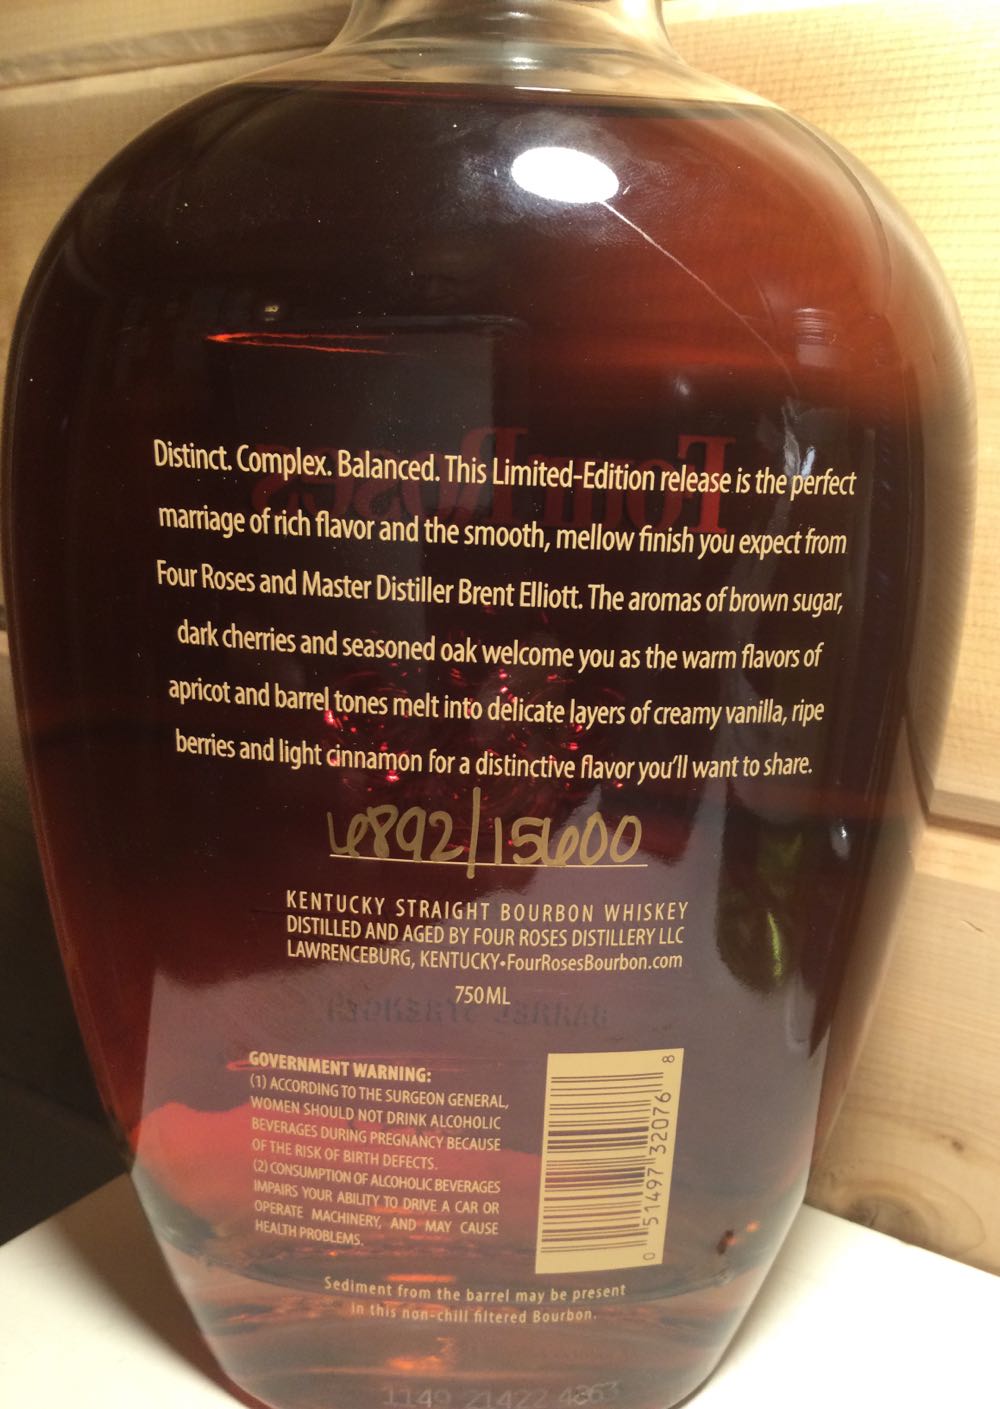 Distinct. Complex. Balanced. This Limited-Edition release is the perfect
marriage of rich flavor and the smooth, mellow finish you expect from
Four Roses and Master Distiller Brent Elliott. The aromas of brown sugar,
dark cherries and seasoned oak welcome you as the warm flavors of
apricot and barrel tones melt into delicate layers of creamy vanilla, ripe
berries and light cinnamon for a distinctive flavor you'll want to share.
Four Roses
6892/15600
KENTUCKY STRAIGHT BOURBON WHISKEY
DISTILLED AND AGED BY FOUR ROSES DISTILLERY LLC
LAWRENCEBURG, KENTUCKY•FourRosesBourbon.com
750ML
GOVERNMENT WARNING:
(1) ACCORDING TO THE SURGEON GENERAL,
WOMEN SHOULD NOT DRINK ALCOHOLIC
BEVERAGES DURING PREGNANCY BECAUSE
OF THE RISK OF BIRTH DEFECTS.
(2) CONSUMPTION OF ALCOHOLIC BEVERAGES
IMPAIRS YOUR ABILITY TO DRIVE A CAR OR
OPERATE MACHINERY, AND MAY CAUSE
HEALTH PROBLEMS.
0 51497 32076 8
Sediment from the barrel may be present
in this non-chill filtered Bourbon.
1149 21422